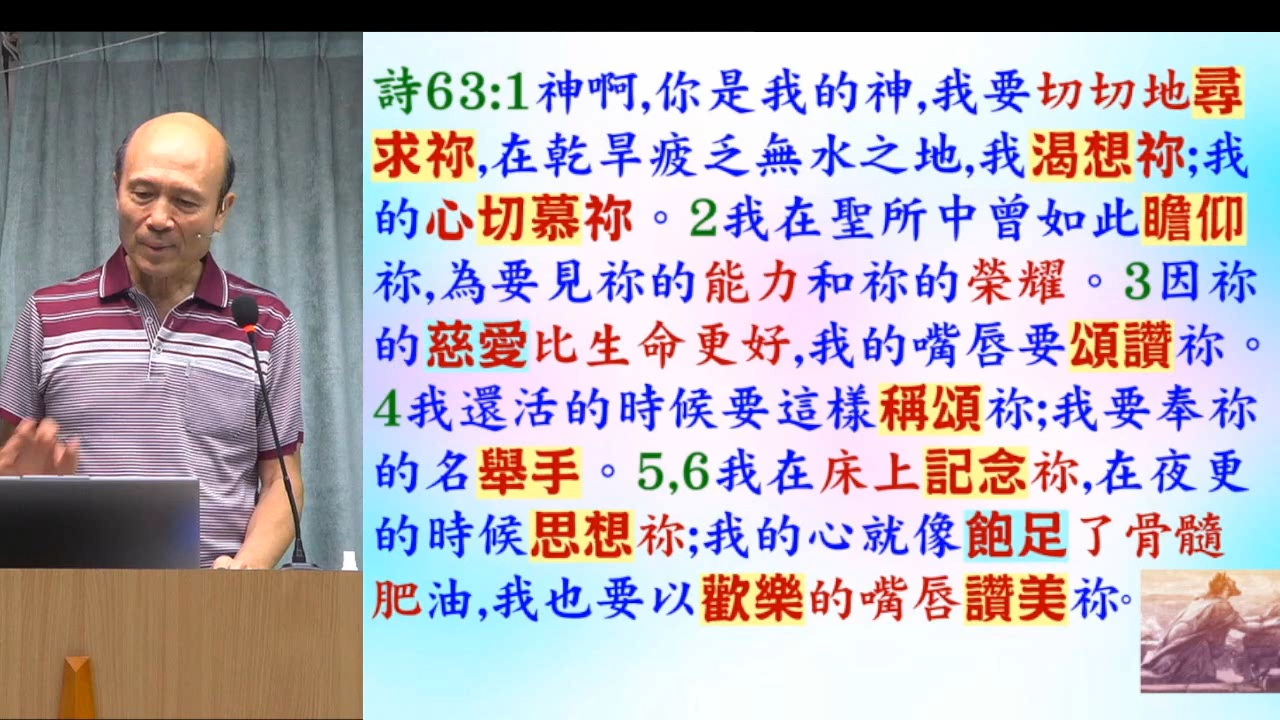 詩63:1神啊,你是我的神,我要切切地尋
求祢,在乾旱疲乏無水之地,我渴想祢;我
的心切慕祢。2我在聖所中曾如此瞻仰
祢,為要見祢的能力和祢的榮耀。3因祢
的慈愛比生命更好,我的嘴唇要頌讚祢。
4我還活的時候要這樣稱頌祢;我要奉祢
的名舉手。5,6我在床上記念祢,在夜更
的時候思想祢;我的心就像飽足了骨髓
肥油,我也要以歡樂的嘴唇讚美祢。